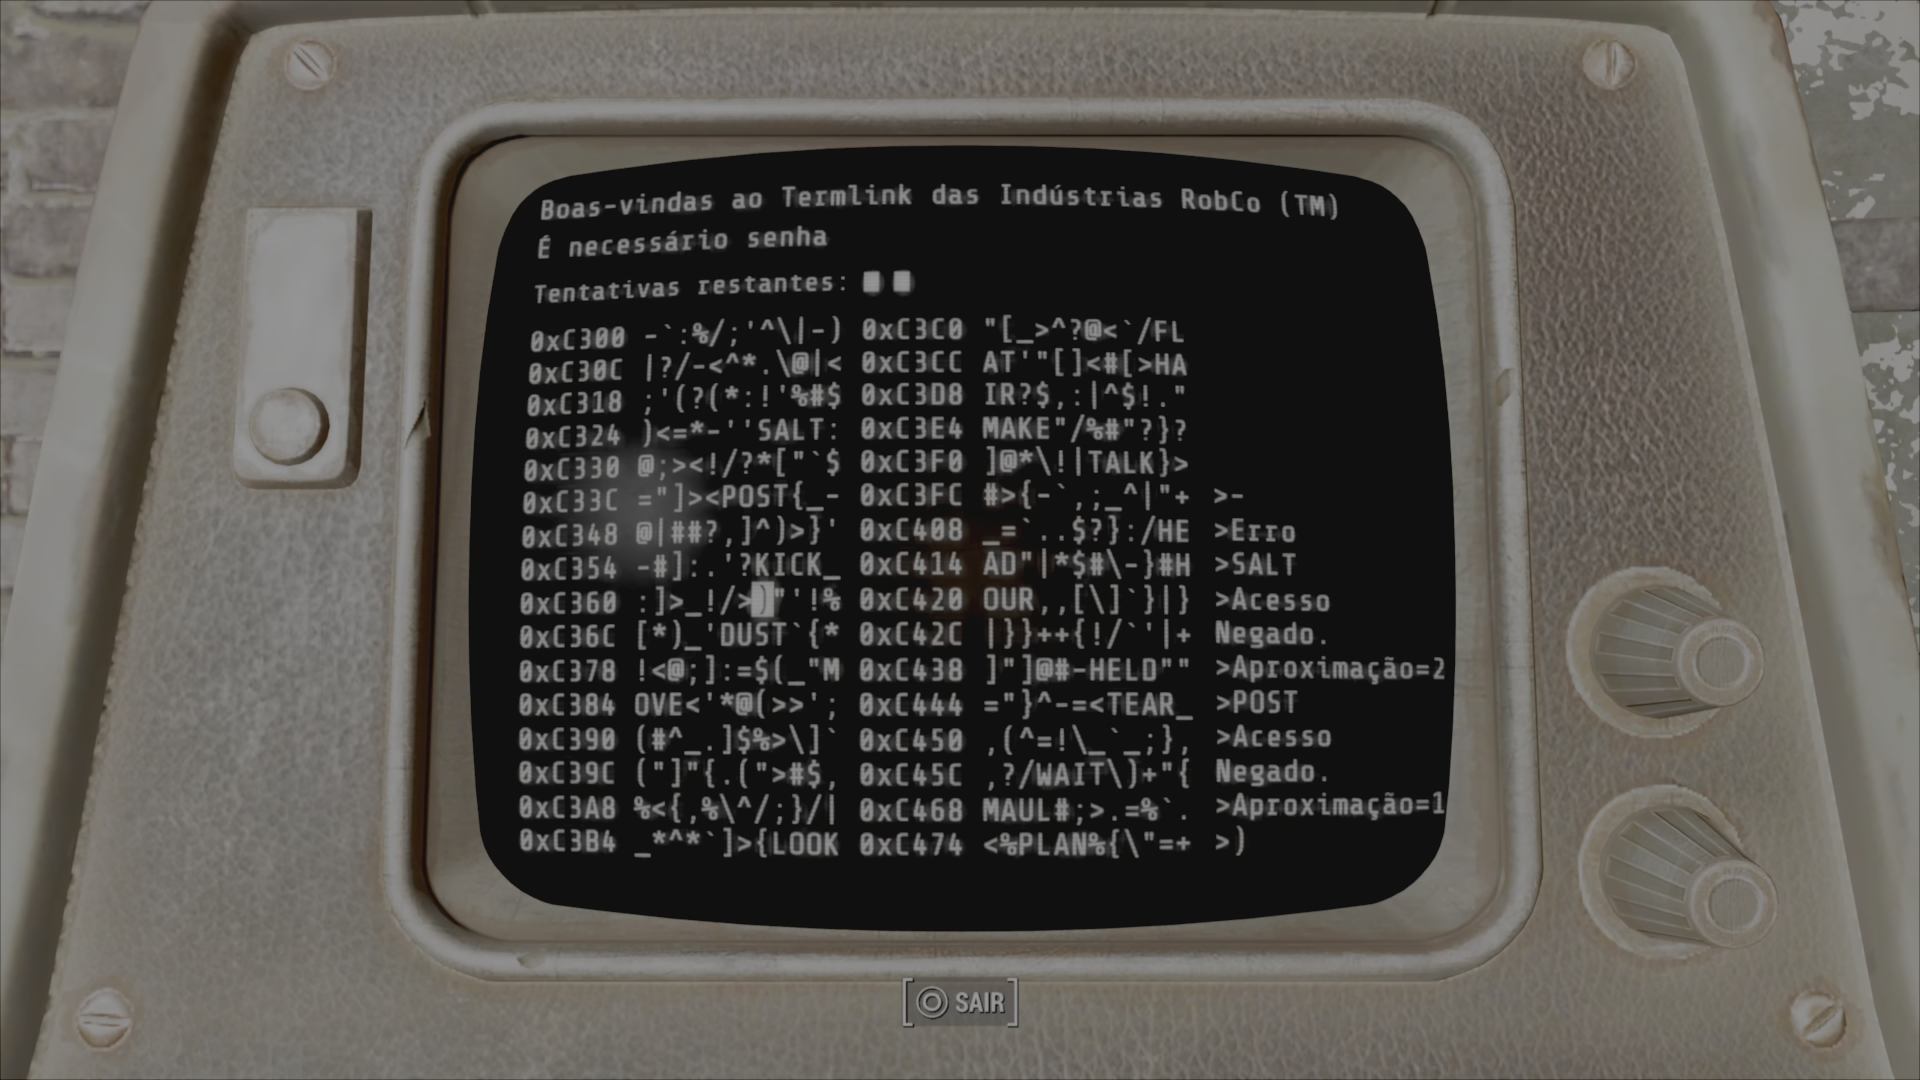 Boas-vindas ao Termlink das Indústrias RobCo (TM)
É necessário senha
Tentativas restantes:
0xC300 -`:%/;'^\|-) 0xC3C0 "[_>^?@<`/FL
0xC30C |?/-<^*.\@|< 0xC3CC AT'"[]<#[>HA
0xC318 ;'(?(*:!'%#$ 0xC3D8 IR?$,:|^$!."
0xC324 )<=*-''SALT: 0xC3E4 MAKE"/%#"?}?
0xC330 @;><!/?*["`$ 0xC3F0 ]@*\!|TALK}>
0xC33C ="]><POST{_- 0xC3FC #>{-`,;_^|"+ >-
0xC348 @|##?,]^)>}' 0xC408 _=`..$?}:/HE >Erro
0xC354 -#]:.'?KICK_ 0xC414 AD"|*$#\-}#H >SALT
0xC360 :]>_!/>)"'!% 0xC420 OUR,,[\]`}|} >Acesso
0xC36C [*)_'DUST`{* 0xC42C |}}++{!/`'|+ Negado.
0xC378 !<@;]:=$(_"M 0xC438 ]"]@#-HELD"" >Aproximação=2
0xC384 OVE<'*@(>>'; 0xC444 ="}^-=<TEAR_ >POST
0xC390 (#^_.]$%>\]` 0xC450 ,(^=!\_`_;}, >Acesso
0xC39C ("]"{.(">#$, 0xC45C ,?/WAIT\)+"{ Negado.
0xC3A8 %<{,%\^/;}/| 0xC468 MAUL#;>.=%`. >Aproximação=1
0xC3B4 _*^*`]>{LOOK 0xC474 <%PLAN%{\"=+ >)
SAIR